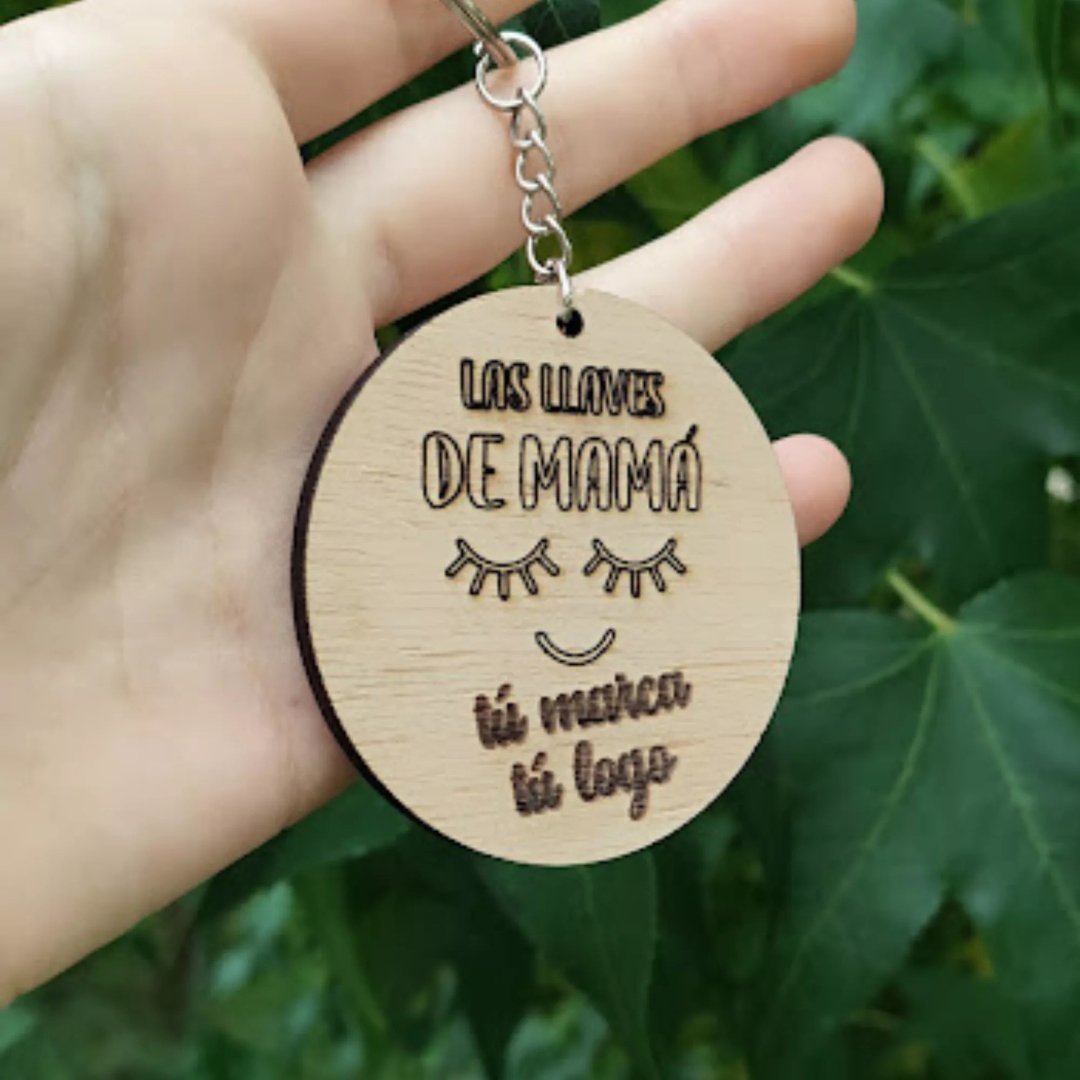 LAS LLAVES
DE MAMÁ
tú marca
tú logo